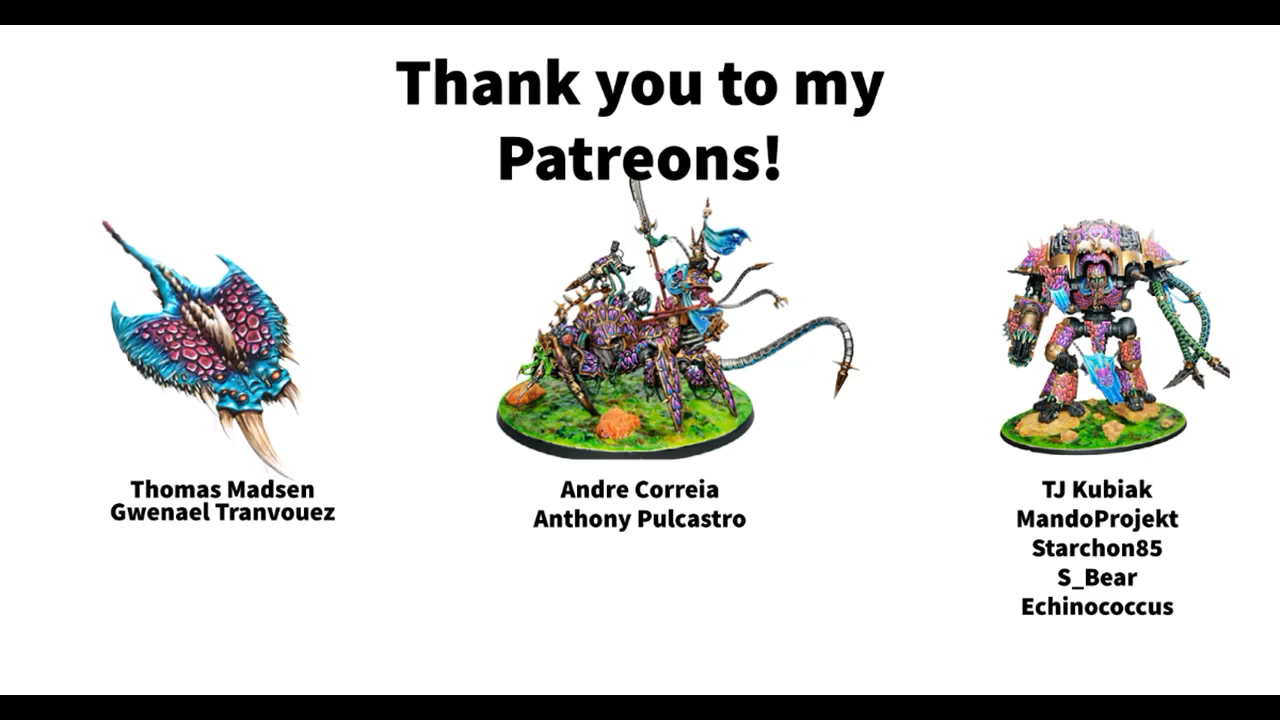 Thank you to my
Patreons!
Thomas Madsen
Gwenael Tranvouez
Andre Correia
Anthony Pulcastro
TJ Kubiak
MandoProjekt
Starchon85
S_Bear
Echinococcus